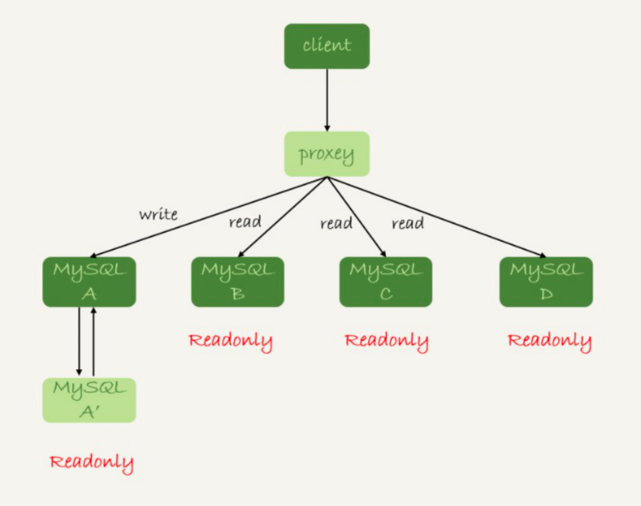 client
proxey
write
read
read
read
MySQL
A
MySQL
B
MySQL
C
MySQL
D
Readonly
Readonly
Readonly
MySQL
A'
Readonly